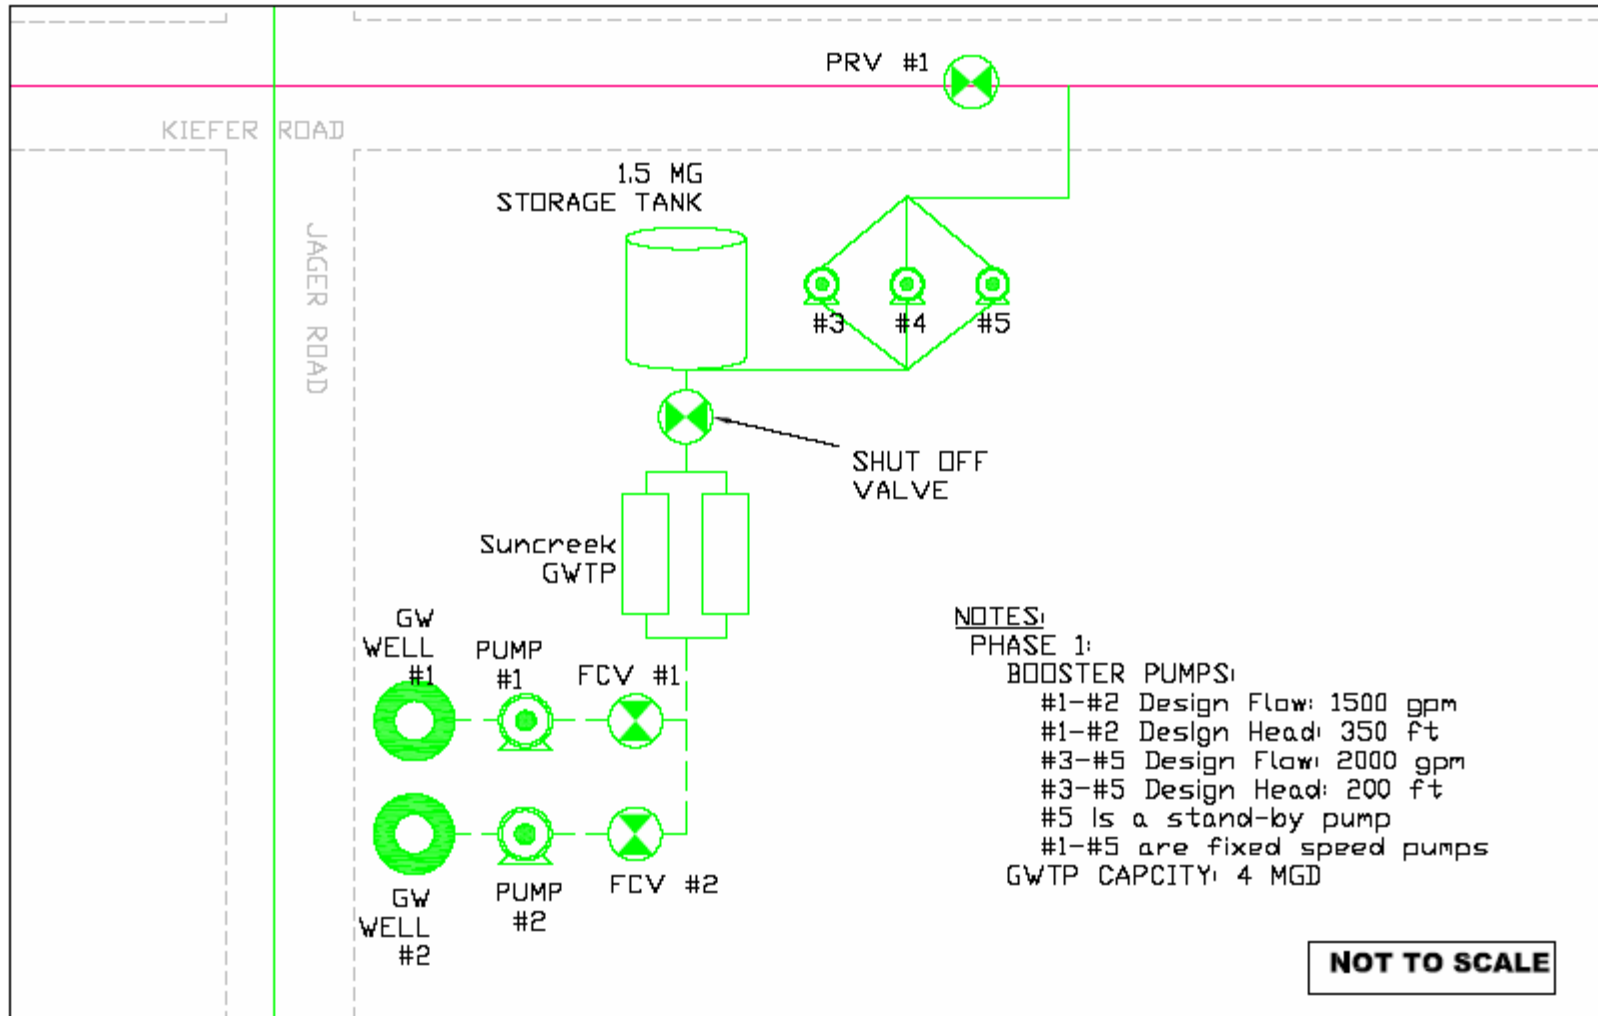 PRV #1
KIEFER ROAD
1.5 MG
STORAGE TANK
JAGER ROAD
#3
#4
#5
SHUT OFF
VALVE
Suncreek
GWTP
GW
WELL
#1
PUMP
#1
FCV #1
GW
WELL
#2
PUMP
#2
FCV #2
NOTES:
PHASE 1:
BOOSTER PUMPS:
#1-#2 Design Flow: 1500 gpm
#1-#2 Design Head: 350 ft
#3-#5 Design Flow: 2000 gpm
#3-#5 Design Head: 200 ft
#5 Is a stand-by pump
#1-#5 are fixed speed pumps
GWTP CAPCITY: 4 MGD
NOT TO SCALE